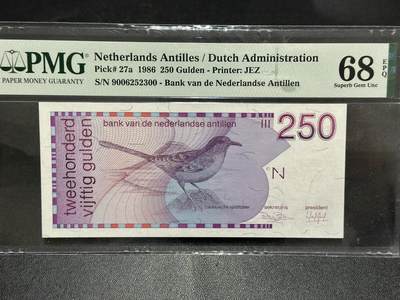 PMG
PAPER MONEY GUARANTY
Netherlands Antilles / Dutch Administration
Pick# 27a 1986 250 Gulden - Printer: JEZ
S/N 9006252300 - Bank van de Nederlandse Antillen
68
EPQ
Superb Gem Unc
bank van de nederlandse antillen
250
tweehonderd
vijftig gulden
N
secretaris
president